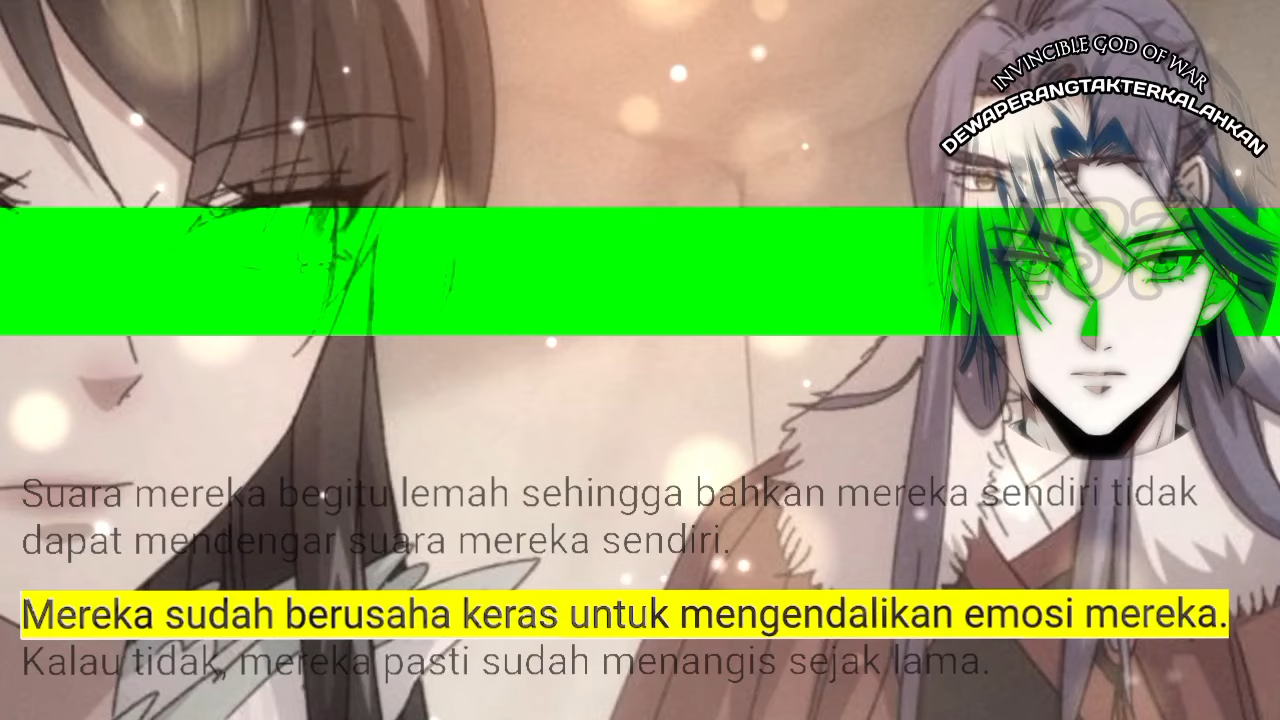 INVINCIBLE GOD OF WAR
DEWAPERANGTAKTERKALAHKAN
Suara mereka begitu lemah sehingga bahkan mereka sendiri tidak
dapat mendengar suara mereka sendiri.
Mereka sudah berusaha keras untuk mengendalikan emosi mereka.
Kalau tidak, mereka pasti sudah menangis sejak lama.